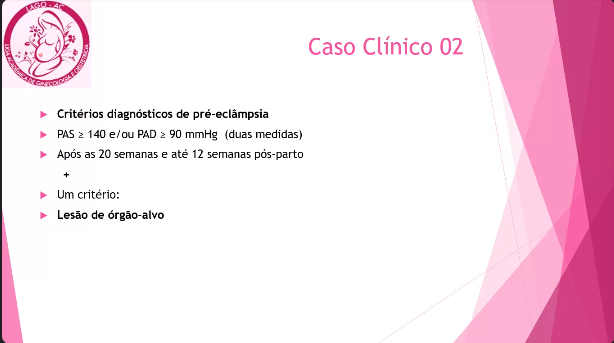 LAGO - AC
LIGA ACADÊMICA DE GINECOLOGIA E OBSTETRÍCIA
Caso Clínico 02
Critérios diagnósticos de pré-eclâmpsia
PAS ≥ 140 e/ou PAD ≥ 90 mmHg (duas medidas)
Após as 20 semanas e até 12 semanas pós-parto
+
Um critério:
Lesão de órgão-alvo